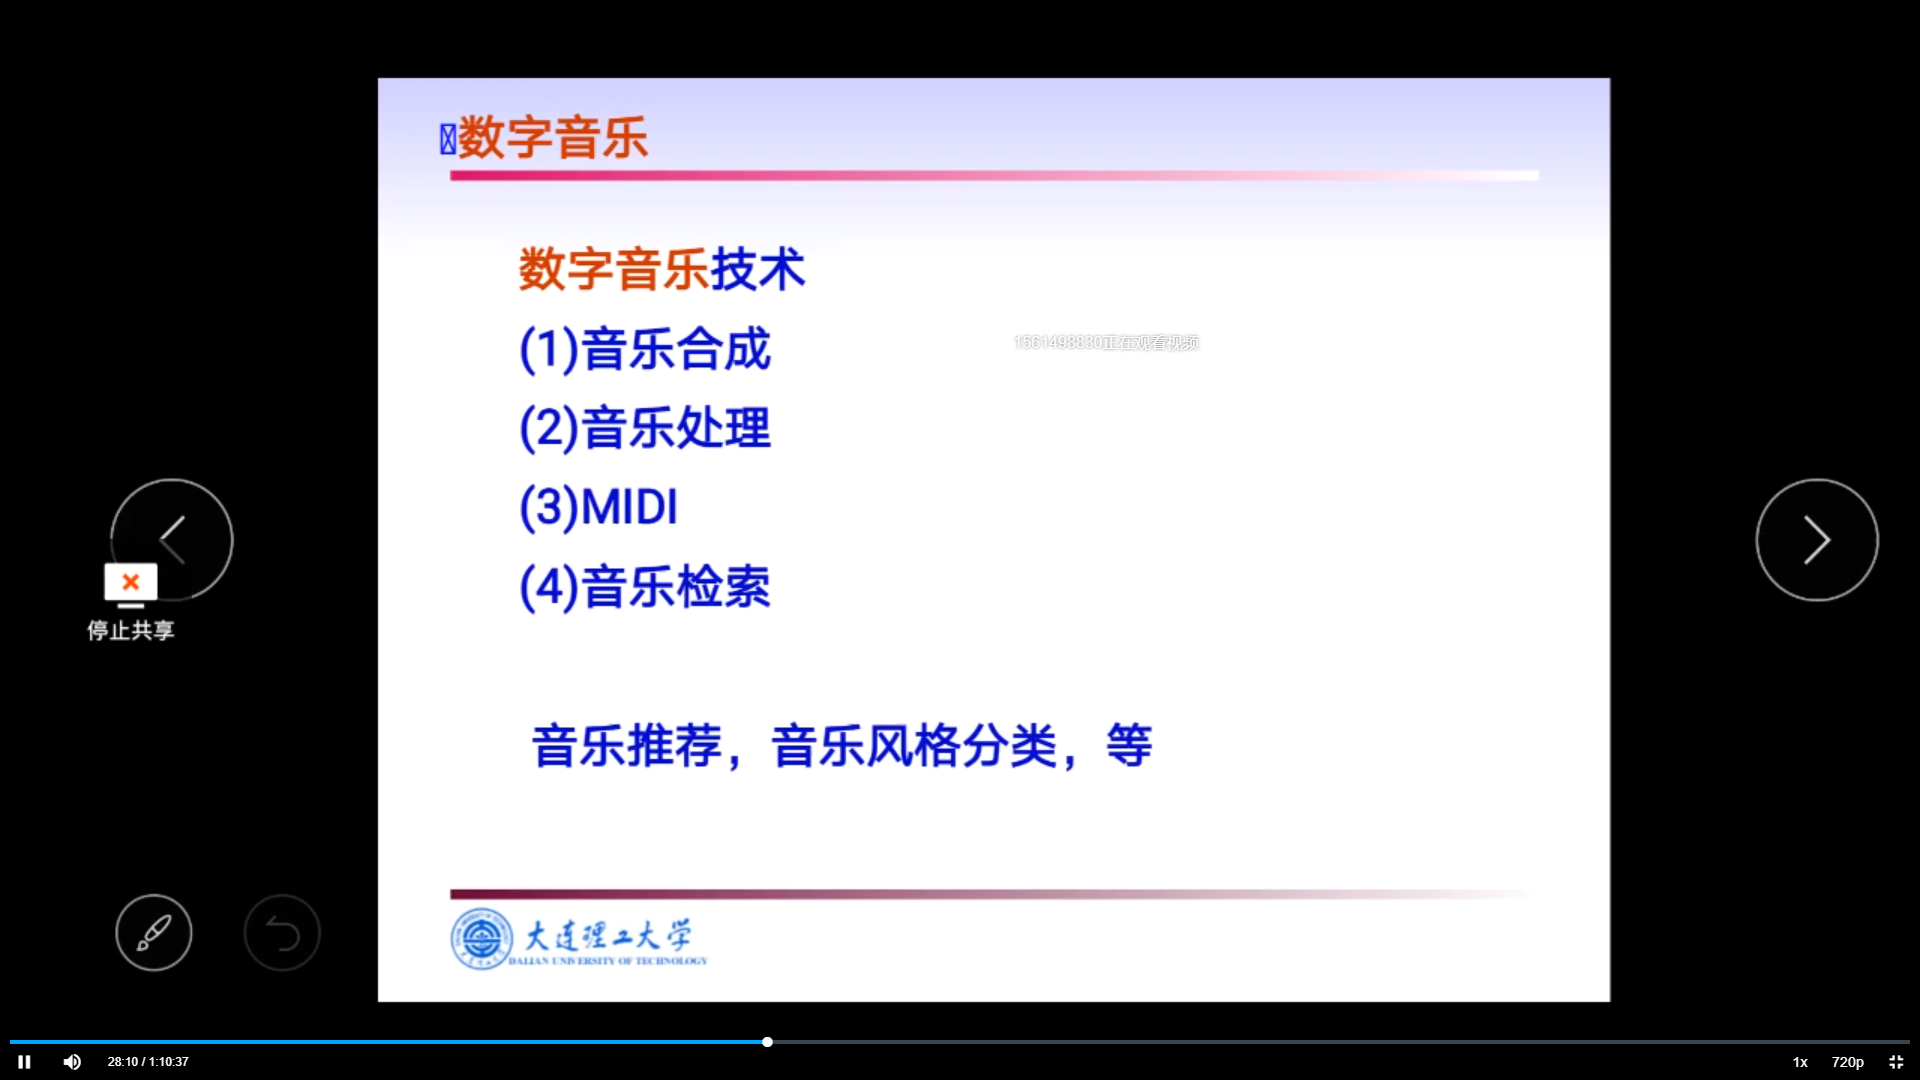 数字音乐
数字音乐技术
(1)音乐合成
1561498830正在观看视频
(2)音乐处理
(3)MIDI
(4)音乐检索
停止共享
音乐推荐，音乐风格分类，等
大连理工大学
DALIAN UNIVERSITY OF TECHNOLOGY
28:10 / 1:10:37
1x
720p